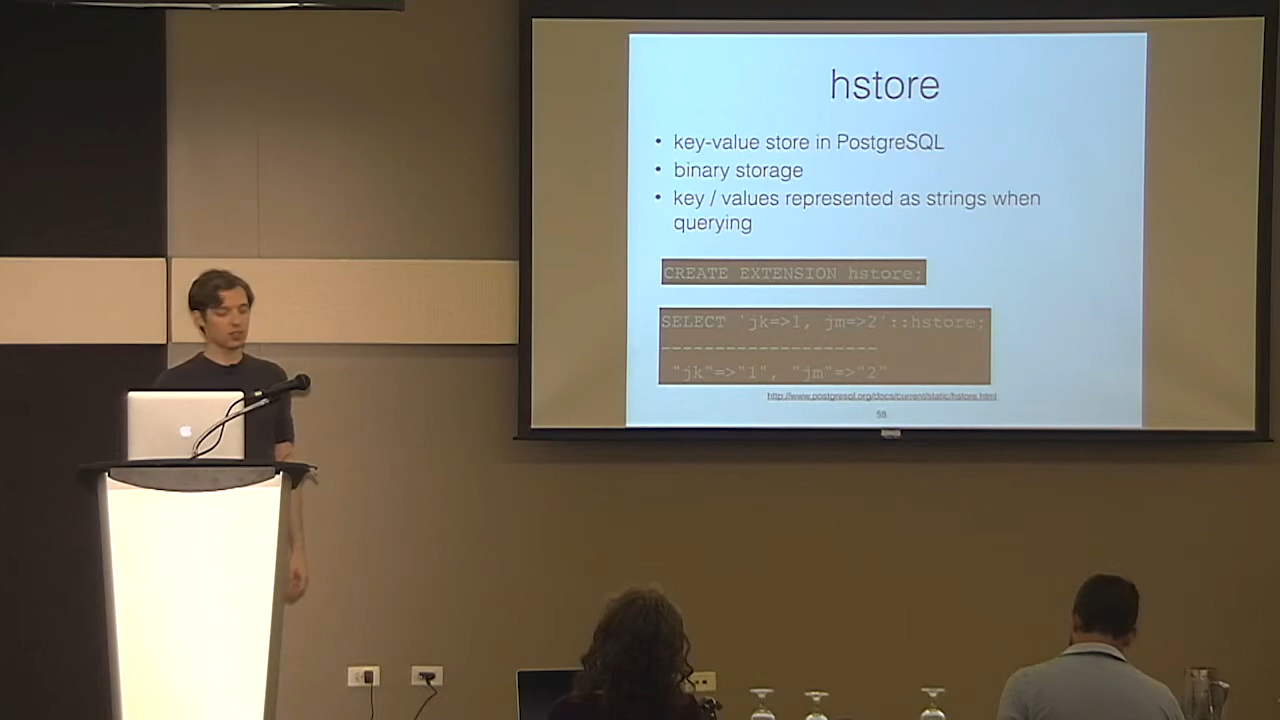 hstore
• key-value store in PostgreSQL
• binary storage
• key / values represented as strings when
querying
CREATE EXTENSION hstore;
SELECT 'jk=>1, jm=>2'::hstore;
--------------------
"jk"=>"1", "jm"=>"2"
http://www.postgresql.org/docs/current/static/hstore.html
58